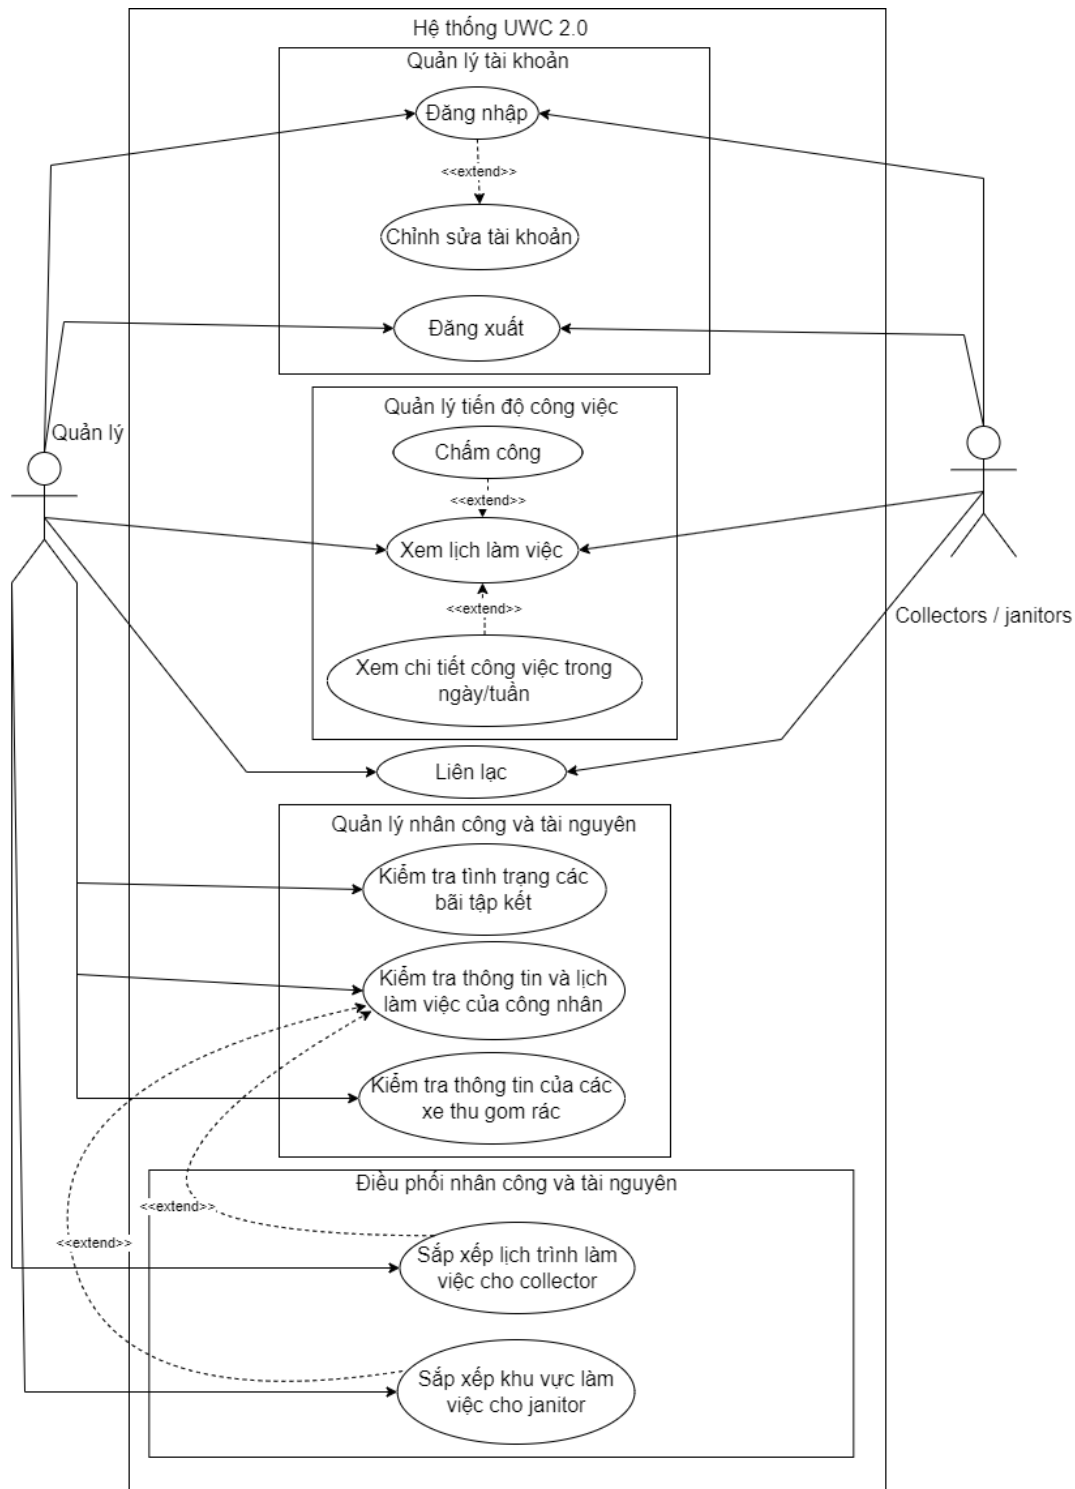 Hệ thống UWC 2.0
Quản lý tài khoản
Đăng nhập
<<extend>>
Chỉnh sửa tài khoản
Đăng xuất
Quản lý tiến độ công việc
Quản lý
Chấm công
<<extend>>
Xem lịch làm việc
<<extend>>
Collectors / janitors
Xem chi tiết công việc trong
ngày/tuần
Liên lạc
Quản lý nhân công và tài nguyên
Kiểm tra tình trạng các
bãi tập kết
Kiểm tra thông tin và lịch
làm việc của công nhân
Kiểm tra thông tin của các
xe thu gom rác
Điều phối nhân công và tài nguyên
<<extend>>
<<extend>>
Sắp xếp lịch trình làm
việc cho collector
Sắp xếp khu vực làm
việc cho janitor